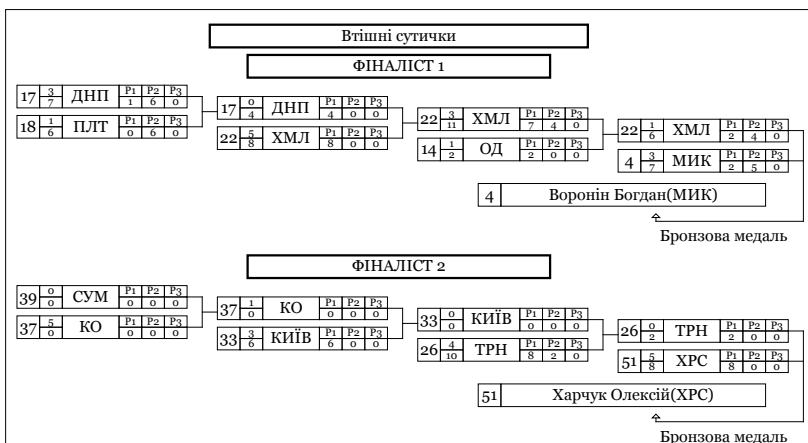 Втішні сутички
ФІНАЛІСТ 1
17 3 7 ДНП P1 P2 P3 1 6 0
18 1 6 ПЛТ P1 P2 P3 0 6 0
17 0 4 ДНП P1 P2 P3 4 0 0
22 5 8 ХМЛ P1 P2 P3 8 0 0
22 3 11 ХМЛ P1 P2 P3 7 4 0
14 1 2 ОД P1 P2 P3 2 0 0
22 1 6 ХМЛ P1 P2 P3 2 4 0
4 3 7 МИК P1 P2 P3 2 5 0
4 Воронін Богдан(МИК)
Бронзова медаль
ФІНАЛІСТ 2
39 0 0 СУМ P1 P2 P3 0 0 0
37 5 0 КО P1 P2 P3 0 0 0
37 1 0 КО P1 P2 P3 0 0 0
33 3 6 КИЇВ P1 P2 P3 6 0 0
33 0 0 КИЇВ P1 P2 P3 0 0 0
26 4 10 ТРН P1 P2 P3 8 2 0
26 0 2 ТРН P1 P2 P3 2 0 0
51 5 8 ХРС P1 P2 P3 8 0 0
51 Харчук Олексій(ХРС)
Бронзова медаль